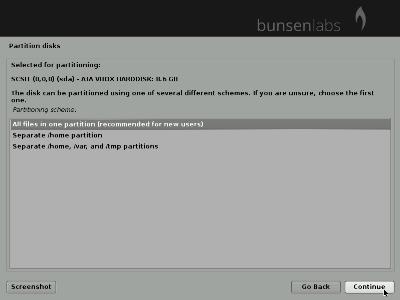 bunsenlabs
Partition disks
Selected for partitioning:
SCSI1 (0,0,0) (sda) - ATA VBOX HARDDISK: 8.6 GB
The disk can be partitioned using one of several different schemes. If you are unsure, choose the first
one.
Partitioning scheme:
All files in one partition (recommended for new users)
Separate /home partition
Separate /home, /var, and /tmp partitions
Screenshot
Go Back
Continue